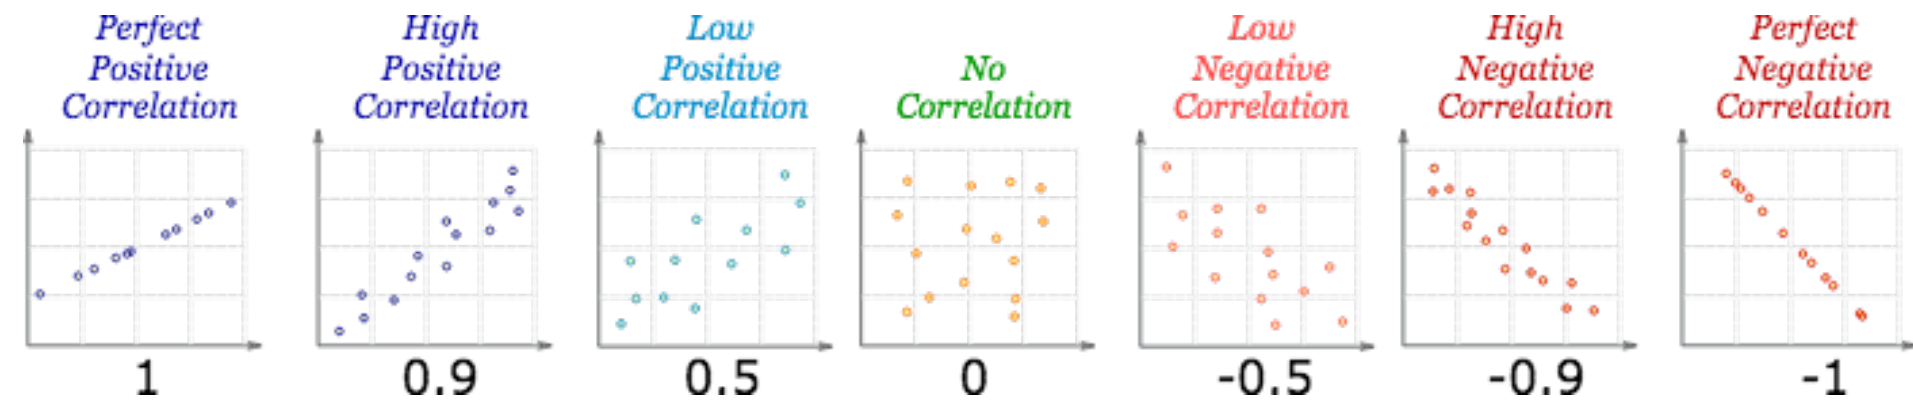 Perfect
Positive
Correlation
High
Positive
Correlation
Low
Positive
Correlation
No
Correlation
Low
Negative
Correlation
High
Negative
Correlation
Perfect
Negative
Correlation
1
0.9
0.5
0
-0.5
-0.9
-1